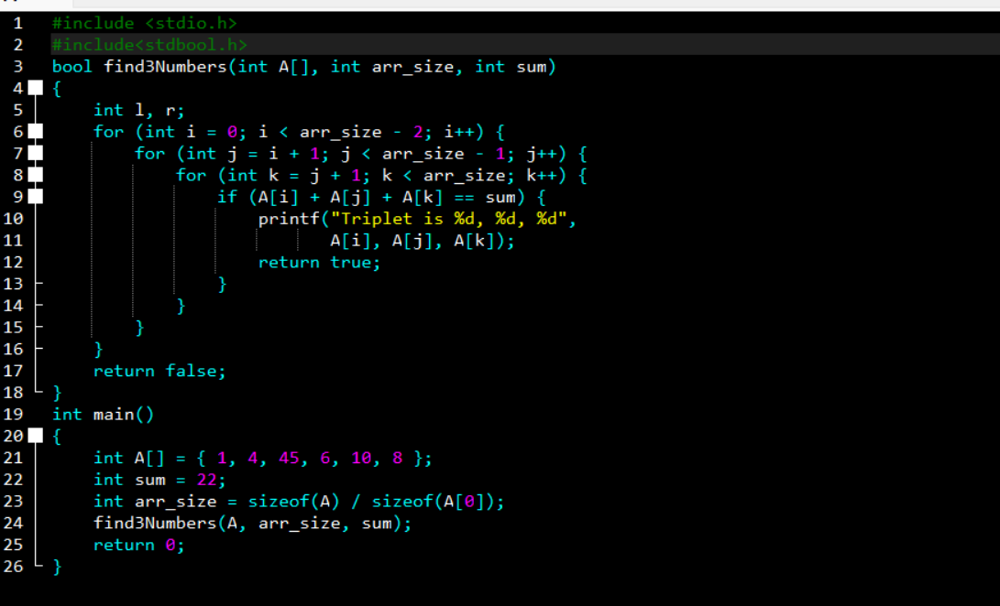 1 #include <stdio.h>
2 #include<stdbool.h>
3 bool find3Numbers(int A[], int arr_size, int sum)
4 {
5 int l, r;
6 for (int i = 0; i < arr_size - 2; i++) {
7 for (int j = i + 1; j < arr_size - 1; j++) {
8 for (int k = j + 1; k < arr_size; k++) {
9 if (A[i] + A[j] + A[k] == sum) {
10 printf("Triplet is %d, %d, %d",
11 A[i], A[j], A[k]);
12 return true;
13 }
14 }
15 }
16 }
17 return false;
18 }
19 int main()
20 {
21 int A[] = { 1, 4, 45, 6, 10, 8 };
22 int sum = 22;
23 int arr_size = sizeof(A) / sizeof(A[0]);
24 find3Numbers(A, arr_size, sum);
25 return 0;
26 }